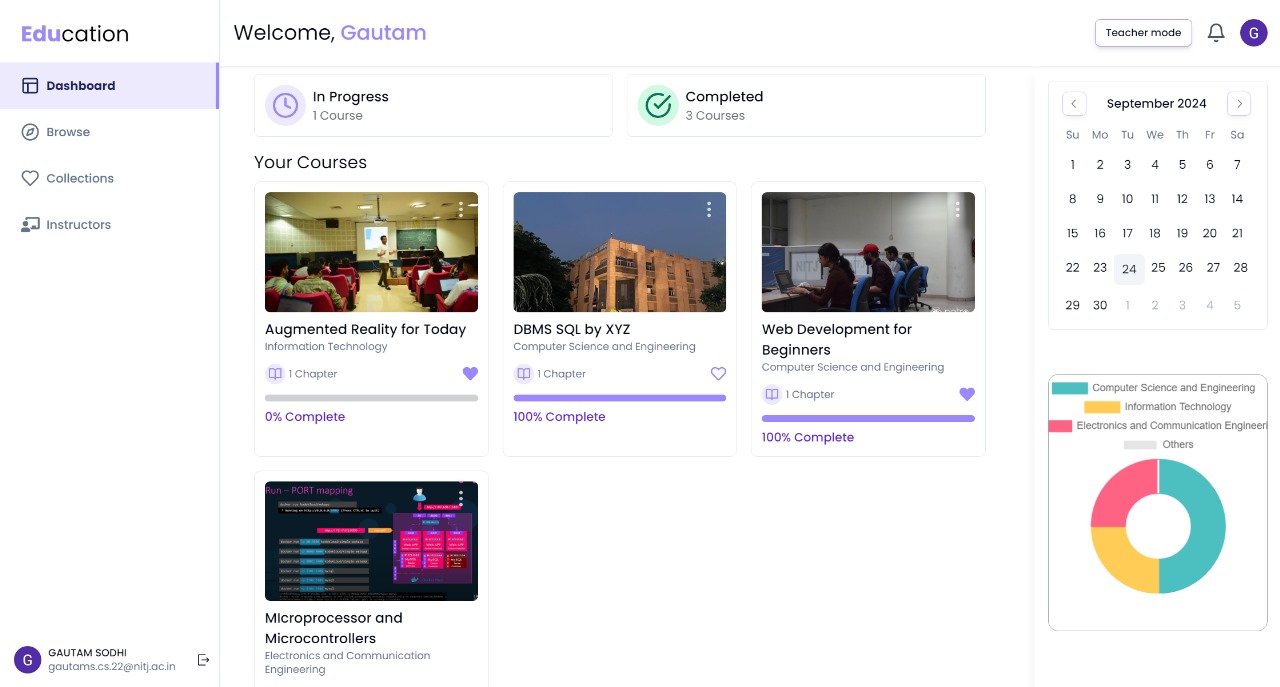 Education
Welcome, Gautam
Teacher mode
G
Dashboard
Browse
Collections
Instructors
In Progress
1 Course
Completed
3 Courses
Your Courses
Augmented Reality for Today
Information Technology
1 Chapter
0% Complete
DBMS SQL by XYZ
Computer Science and Engineering
1 Chapter
100% Complete
NITJ
Web Development for
Beginners
Computer Science and Engineering
1 Chapter
100% Complete
Run – PORT mapping
MIcroprocessor and
Microcontrollers
Electronics and Communication
Engineering
September 2024
Su Mo Tu We Th Fr Sa
1 2 3 4 5 6 7
8 9 10 11 12 13 14
15 16 17 18 19 20 21
22 23 24 25 26 27 28
29 30 1 2 3 4 5
Computer Science and Engineering
Information Technology
Electronics and Communication Engineeri
Others
G
GAUTAM SODHI
gautams.cs.22@nitj.ac.in